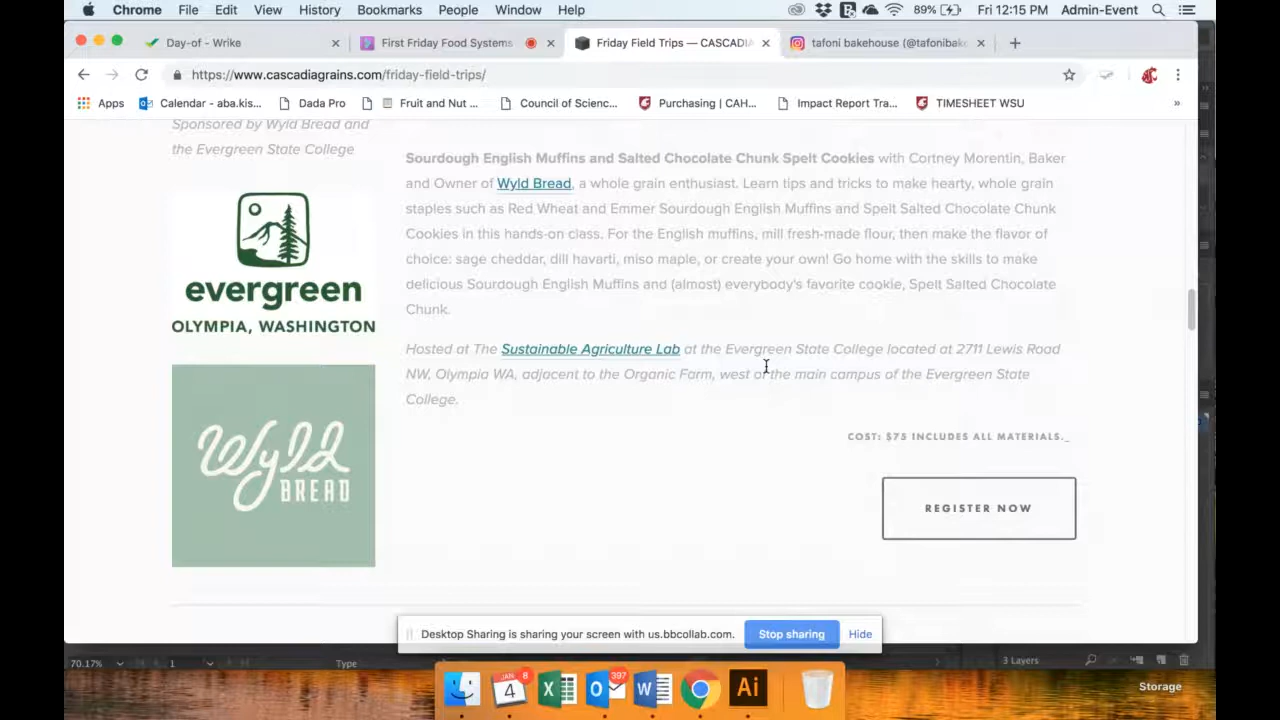 Chrome File Edit View History Bookmarks People Window Help 89% Fri 12:15 PM Admin-Event
Day-of - Wrike
First Friday Food Systems
Friday Field Trips — CASCADIA
tafoni bakehouse (@tafonibake
https://www.cascadiagrains.com/friday-field-trips/
Apps Calendar - aba.kis... Dada Pro Fruit and Nut ... Council of Scienc... Purchasing | CAH... Impact Report Tra... TIMESHEET WSU »
Sponsored by Wyld Bread and
the Evergreen State College
evergreen
OLYMPIA, WASHINGTON
Wyld
BREAD
Sourdough English Muffins and Salted Chocolate Chunk Spelt Cookies with Cortney Morentin, Baker
and Owner of Wyld Bread, a whole grain enthusiast. Learn tips and tricks to make hearty, whole grain
staples such as Red Wheat and Emmer Sourdough English Muffins and Spelt Salted Chocolate Chunk
Cookies in this hands-on class. For the English muffins, mill fresh-made flour, then make the flavor of
choice: sage cheddar, dill havarti, miso maple, or create your own! Go home with the skills to make
delicious Sourdough English Muffins and (almost) everybody's favorite cookie, Spelt Salted Chocolate
Chunk.
Hosted at The Sustainable Agriculture Lab at the Evergreen State College located at 2711 Lewis Road
NW, Olympia WA, adjacent to the Organic Farm, west of the main campus of the Evergreen State
College.
COST: $75 INCLUDES ALL MATERIALS._
REGISTER NOW
Desktop Sharing is sharing your screen with us.bbcollab.com. Stop sharing Hide
70.17% 1 Type 3 Layers
JAN 4 8 397 Ai
Storage